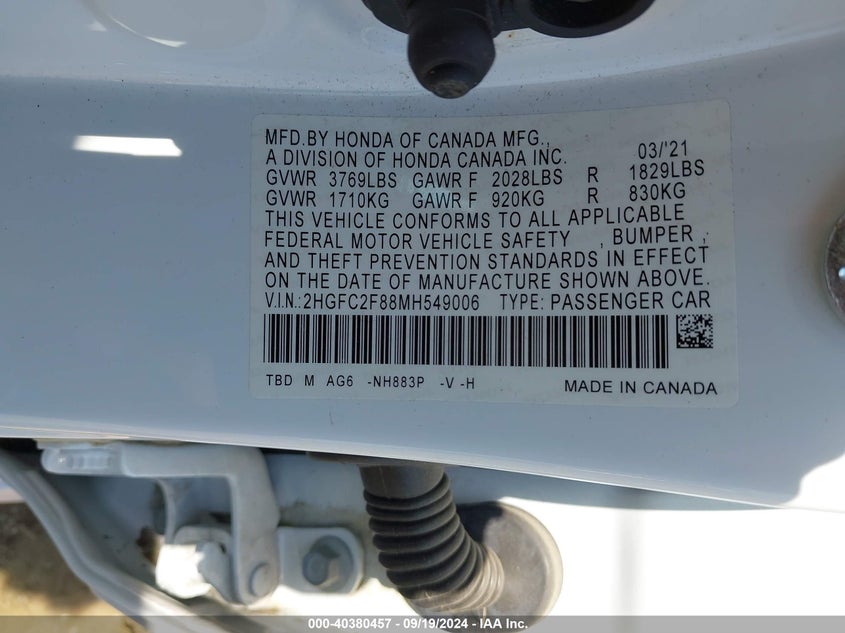 MFD.BY HONDA OF CANADA MFG.,
A DIVISION OF HONDA CANADA INC. 03/'21
GVWR 3769LBS GAWR F 2028LBS R 1829LBS
GVWR 1710KG GAWR F 920KG R 830KG
THIS VEHICLE CONFORMS TO ALL APPLICABLE
FEDERAL MOTOR VEHICLE SAFETY , BUMPER ,
AND THEFT PREVENTION STANDARDS IN EFFECT
ON THE DATE OF MANUFACTURE SHOWN ABOVE.
V.I.N.:2HGFC2F88MH549006 TYPE: PASSENGER CAR
TBD M AG6 -NH883P -V -H MADE IN CANADA
000-40380457 - 09/19/2024 - IAA Inc.